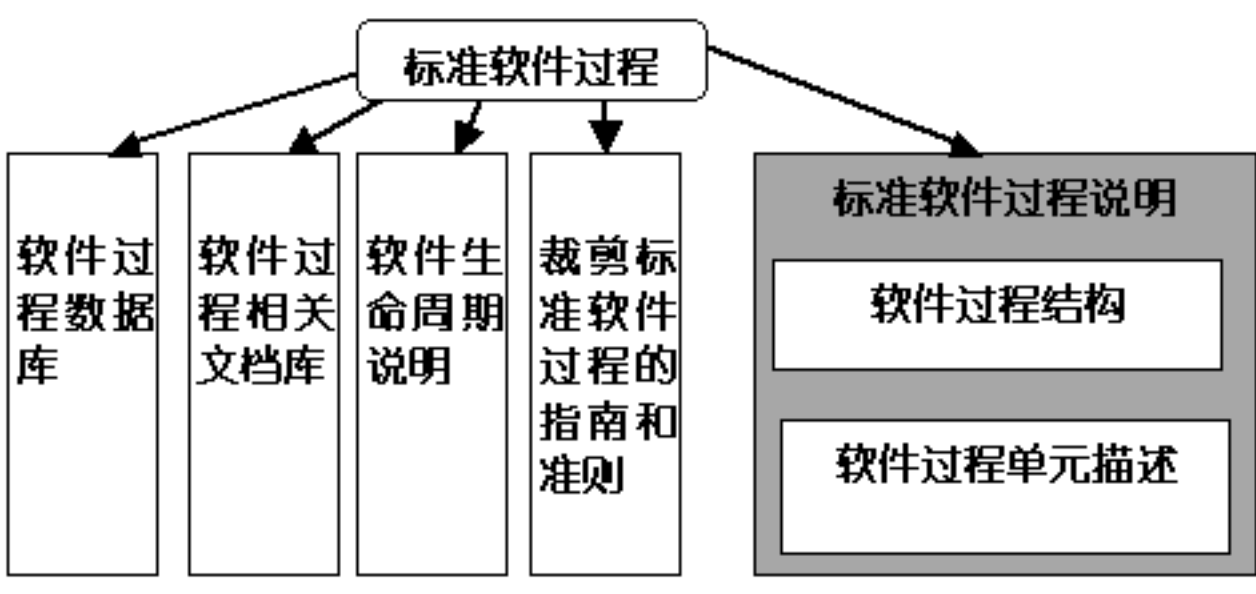 标准软件过程
软件过
程数据
库
软件过
程相关
文档库
软件生
命周期
说明
裁剪标
准软件
过程的
指南和
准则
标准软件过程说明
软件过程结构
软件过程单元描述